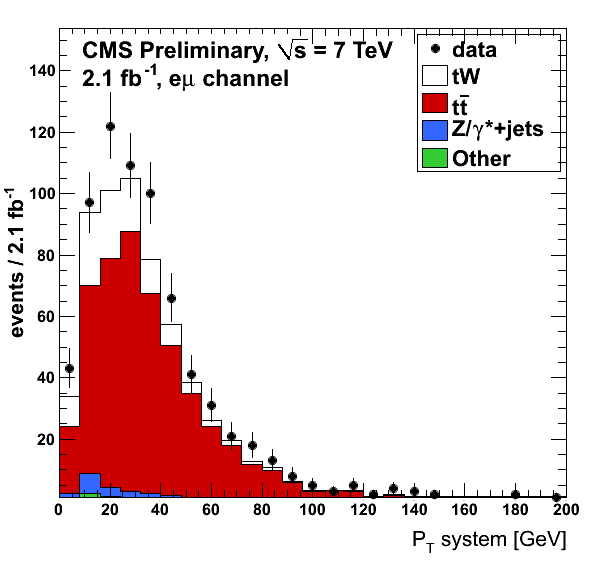 CMS Preliminary, √s = 7 TeV
2.1 fb⁻¹, eμ channel
data
tW
tt̄
Z/γ*+jets
Other
events / 2.1 fb⁻¹
140
120
100
80
60
40
20
0 20 40 60 80 100 120 140 160 180 200
P_T system [GeV]